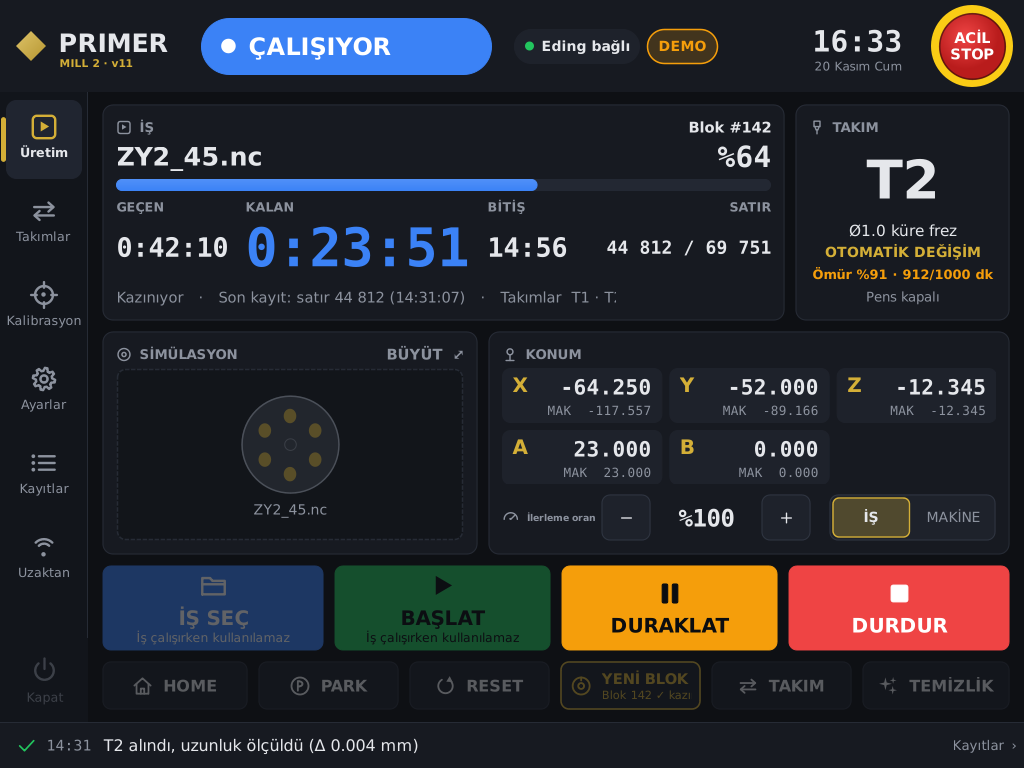 PRIMER
MILL 2 · v11
ÇALIŞIYOR
Eding bağlı
DEMO
16:33
20 Kasım Cum
ACİL
STOP
Üretim
Takımlar
Kalibrasyon
Ayarlar
Kayıtlar
Uzaktan
Kapat
İŞ
Blok #142
ZY2_45.nc
%64
GEÇEN
KALAN
BİTİŞ
SATIR
0:42:10
0:23:51
14:56
44 812 / 69 751
Kazınıyor · Son kayıt: satır 44 812 (14:31:07) · Takımlar T1 · T
TAKIM
T2
Ø1.0 küre frez
OTOMATİK DEĞİŞİM
Ömür %91 · 912/1000 dk
Pens kapalı
SİMÜLASYON
BÜYÜT ⤢
ZY2_45.nc
KONUM
X -64.250
MAK -117.557
Y -52.000
MAK -89.166
Z -12.345
MAK -12.345
A 23.000
MAK 23.000
B 0.000
MAK 0.000
İlerleme oran
− %100 +
İŞ
MAKİNE
İŞ SEÇ
İş çalışırken kullanılamaz
BAŞLAT
İş çalışırken kullanılamaz
DURAKLAT
DURDUR
HOME
PARK
RESET
YENİ BLOK
Blok 142 ✓ kazı
TAKIM
TEMİZLİK
14:31 T2 alındı, uzunluk ölçüldü (Δ 0.004 mm)
Kayıtlar ›